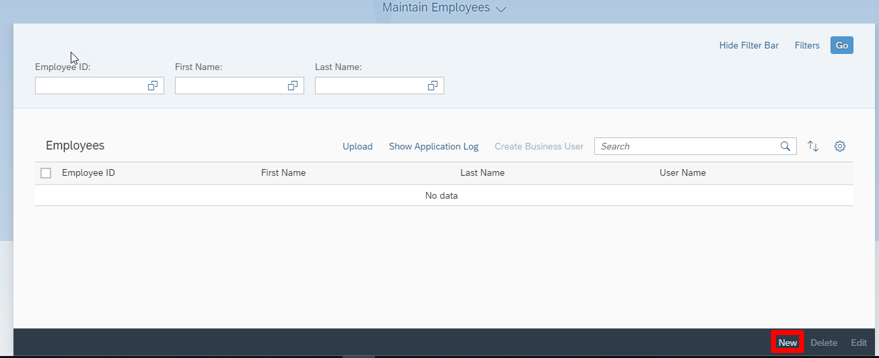 Maintain Employees
Hide Filter Bar Filters Go
Employee ID: First Name: Last Name:
Employees Upload Show Application Log Create Business User Search
Employee ID First Name Last Name User Name
No data
New Delete Edit